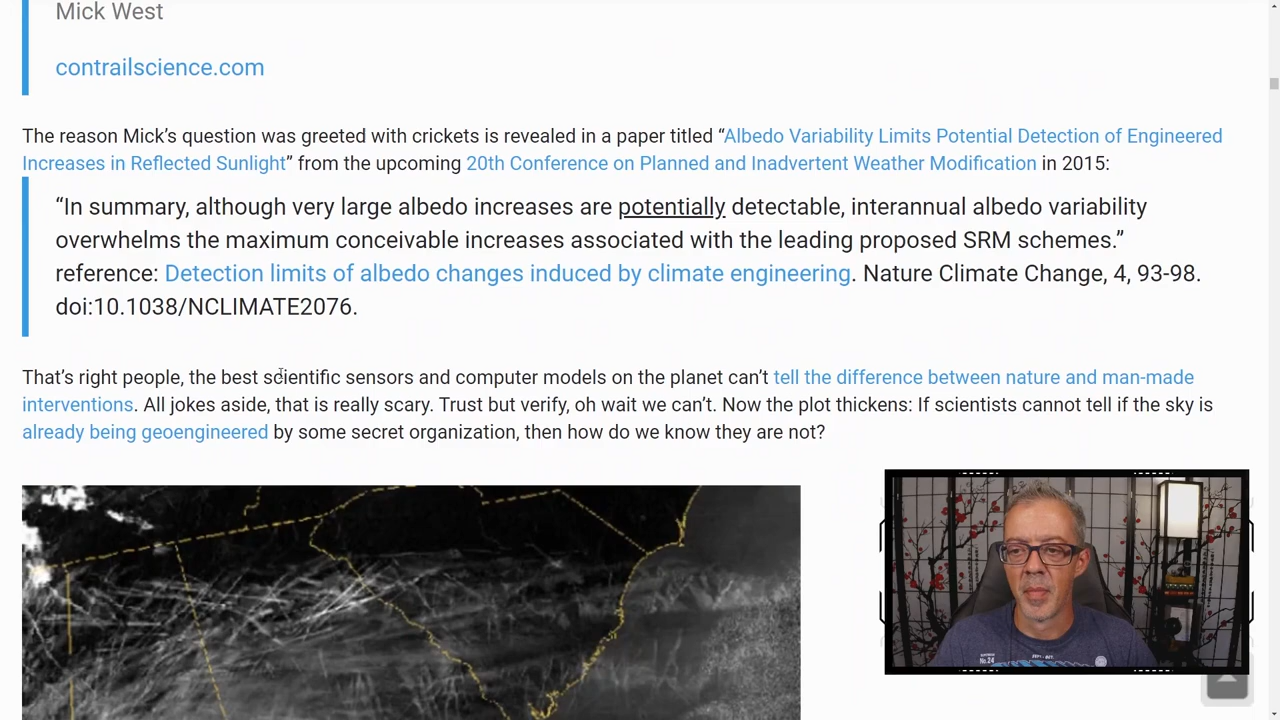 Mick West
contrailscience.com
The reason Mick’s question was greeted with crickets is revealed in a paper titled “Albedo Variability Limits Potential Detection of Engineered
Increases in Reflected Sunlight” from the upcoming 20th Conference on Planned and Inadvertent Weather Modification in 2015:
“In summary, although very large albedo increases are potentially detectable, interannual albedo variability
overwhelms the maximum conceivable increases associated with the leading proposed SRM schemes.”
reference: Detection limits of albedo changes induced by climate engineering. Nature Climate Change, 4, 93-98.
doi:10.1038/NCLIMATE2076.
That’s right people, the best scientific sensors and computer models on the planet can’t tell the difference between nature and man-made
interventions. All jokes aside, that is really scary. Trust but verify, oh wait we can’t. Now the plot thickens: If scientists cannot tell if the sky is
already being geoengineered by some secret organization, then how do we know they are not?
No.24